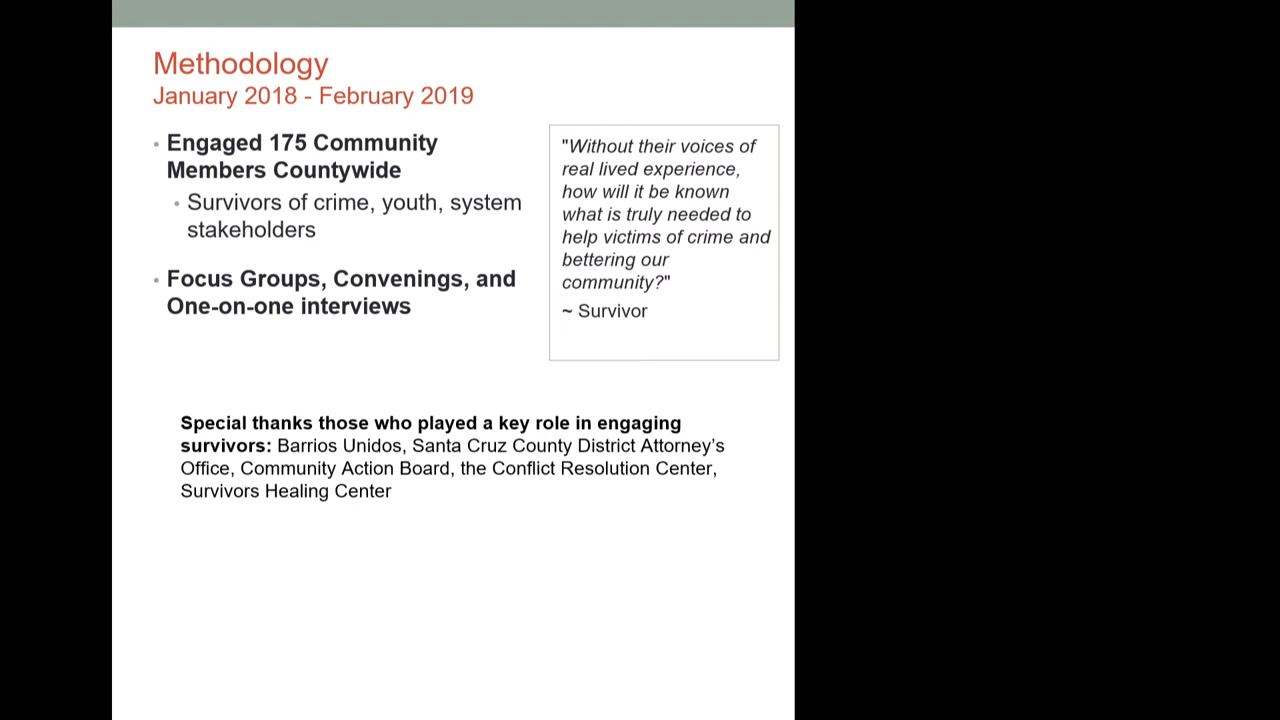 Methodology
January 2018 - February 2019
• Engaged 175 Community
Members Countywide
• Survivors of crime, youth, system
stakeholders
• Focus Groups, Convenings, and
One-on-one interviews
"Without their voices of
real lived experience,
how will it be known
what is truly needed to
help victims of crime and
bettering our
community?"
~ Survivor
Special thanks those who played a key role in engaging
survivors: Barrios Unidos, Santa Cruz County District Attorney’s
Office, Community Action Board, the Conflict Resolution Center,
Survivors Healing Center